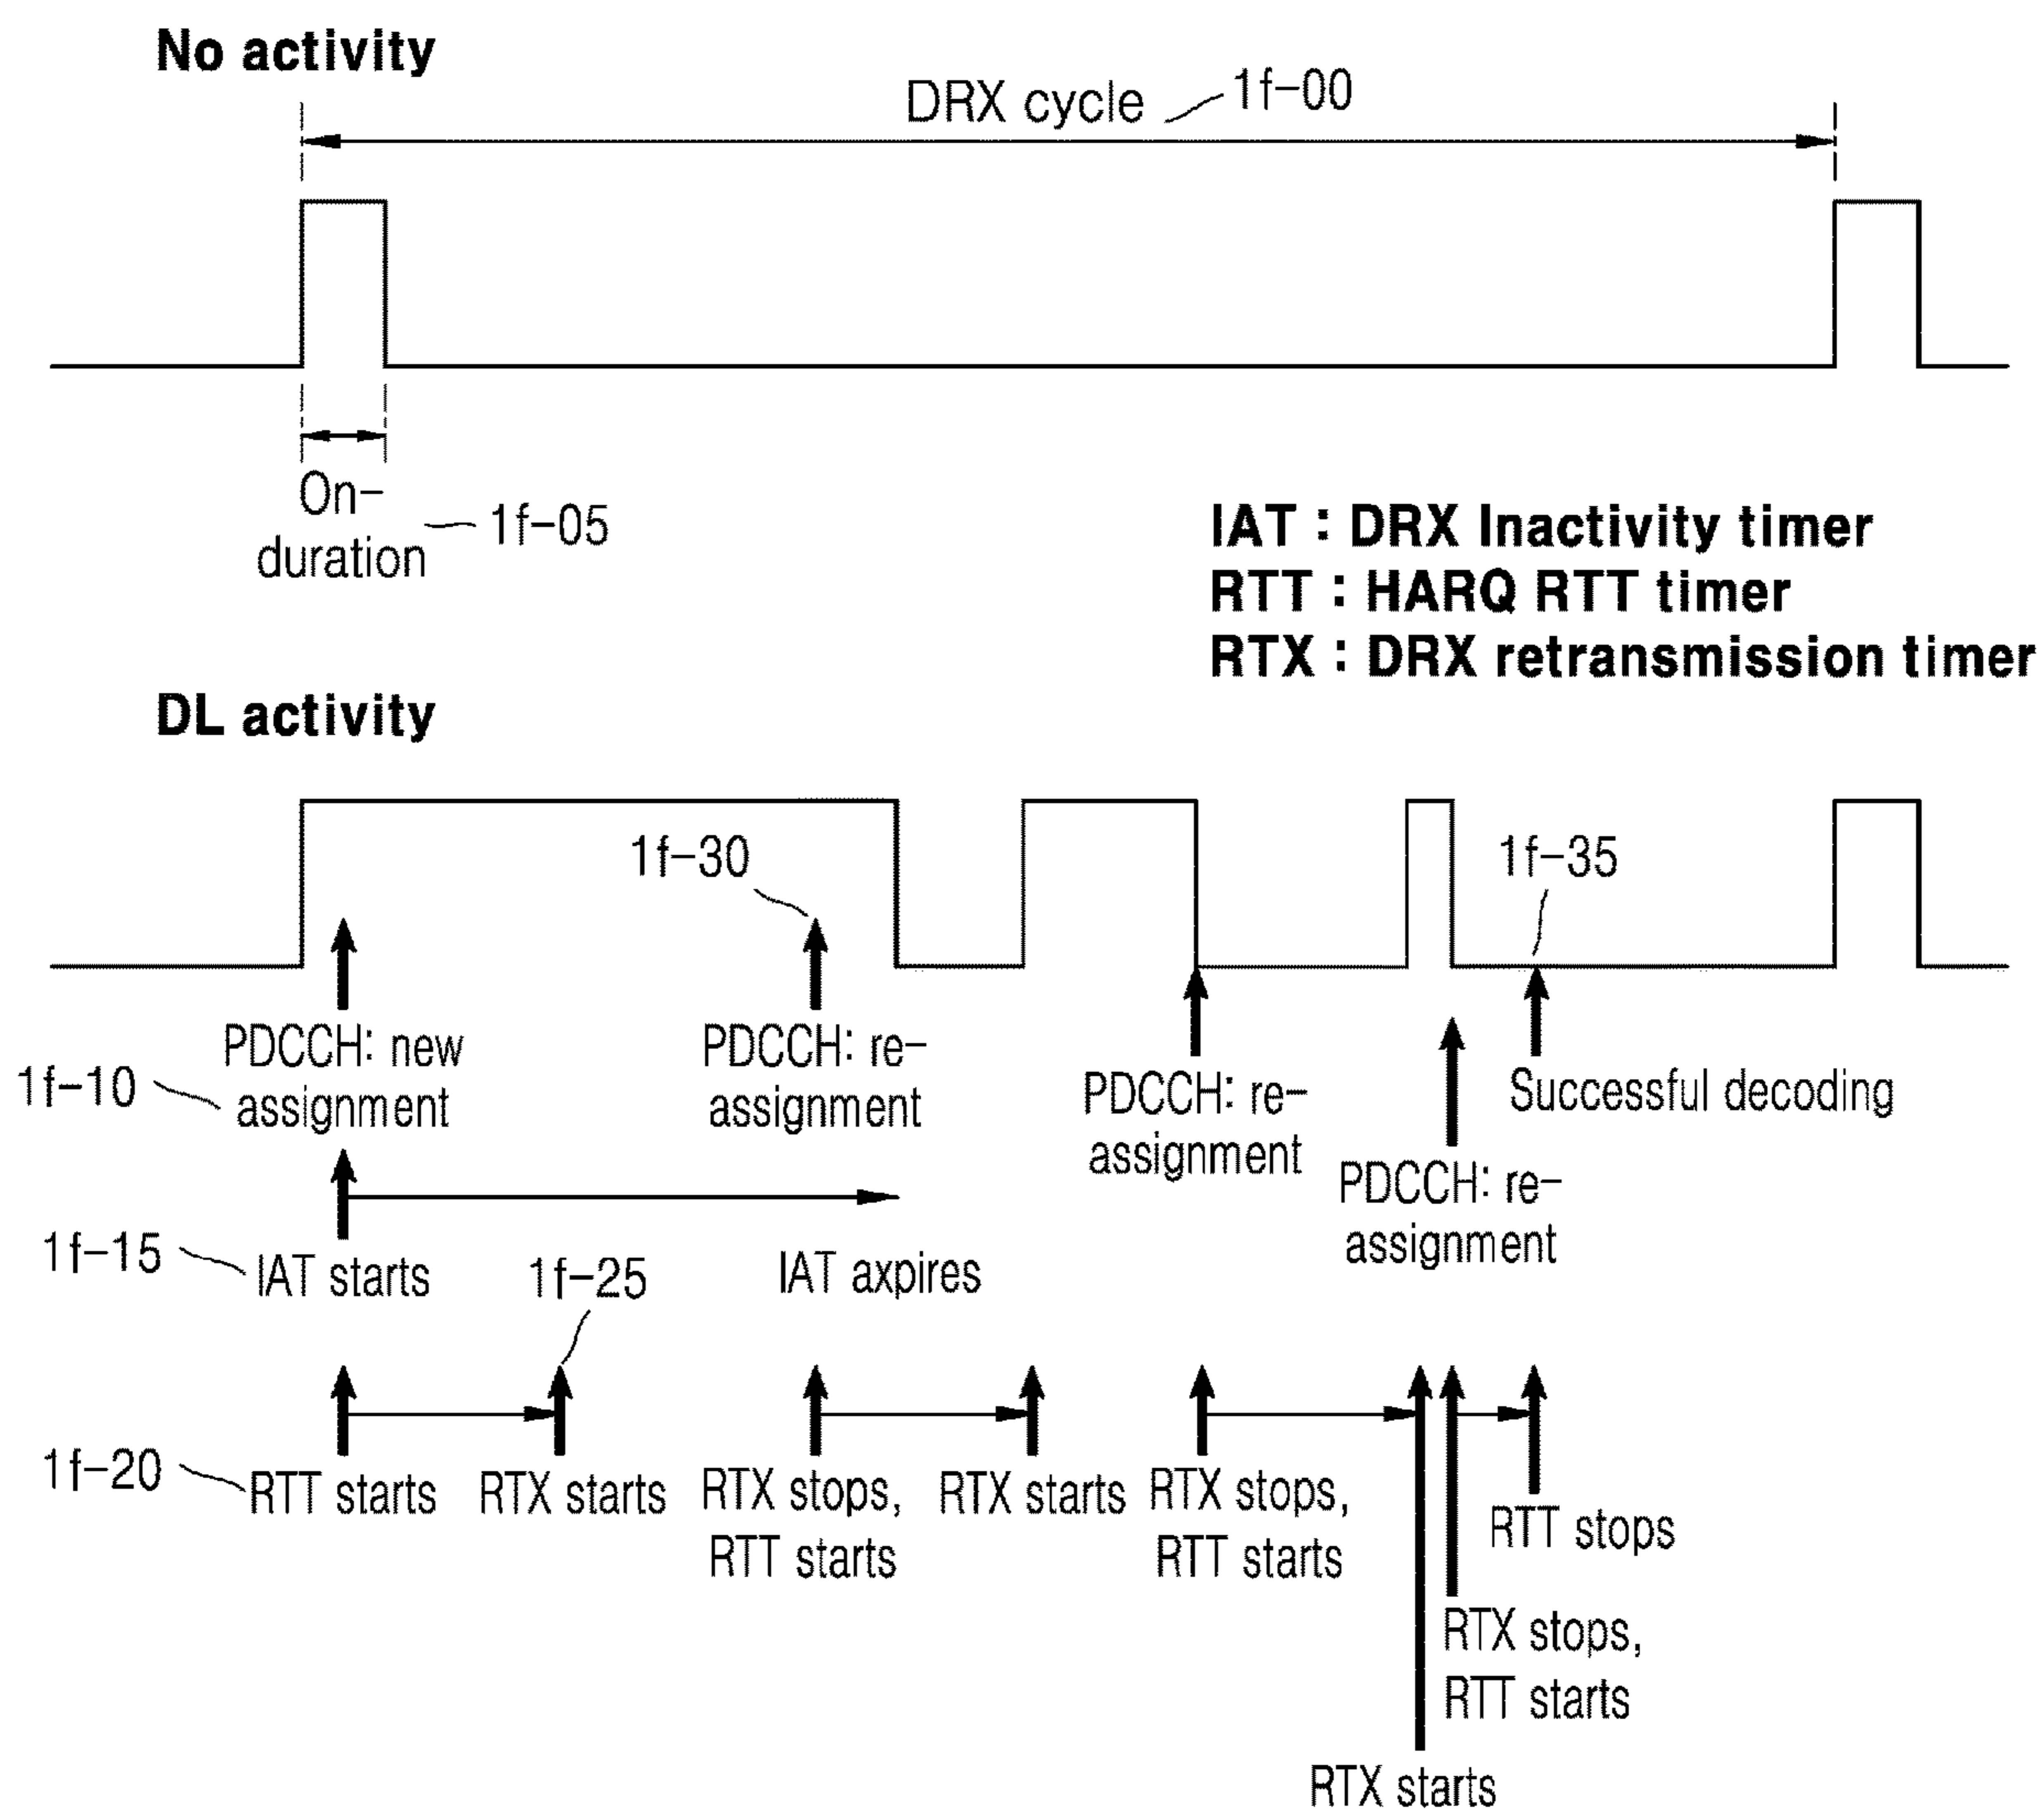 No activity
DRX cycle
1f-00
On-
duration
1f-05
IAT : DRX Inactivity timer
RTT : HARQ RTT timer
RTX : DRX retransmission timer
DL activity
1f-30
1f-35
PDCCH: new
assignment
1f-10
PDCCH: re-
assignment
PDCCH: re-
assignment
Successful decoding
PDCCH: re-
assignment
1f-15
IAT starts
1f-25
IAT axpires
1f-20
RTT starts
RTX starts
RTX stops,
RTT starts
RTX starts
RTX stops,
RTT starts
RTT stops
RTX stops,
RTT starts
RTX starts